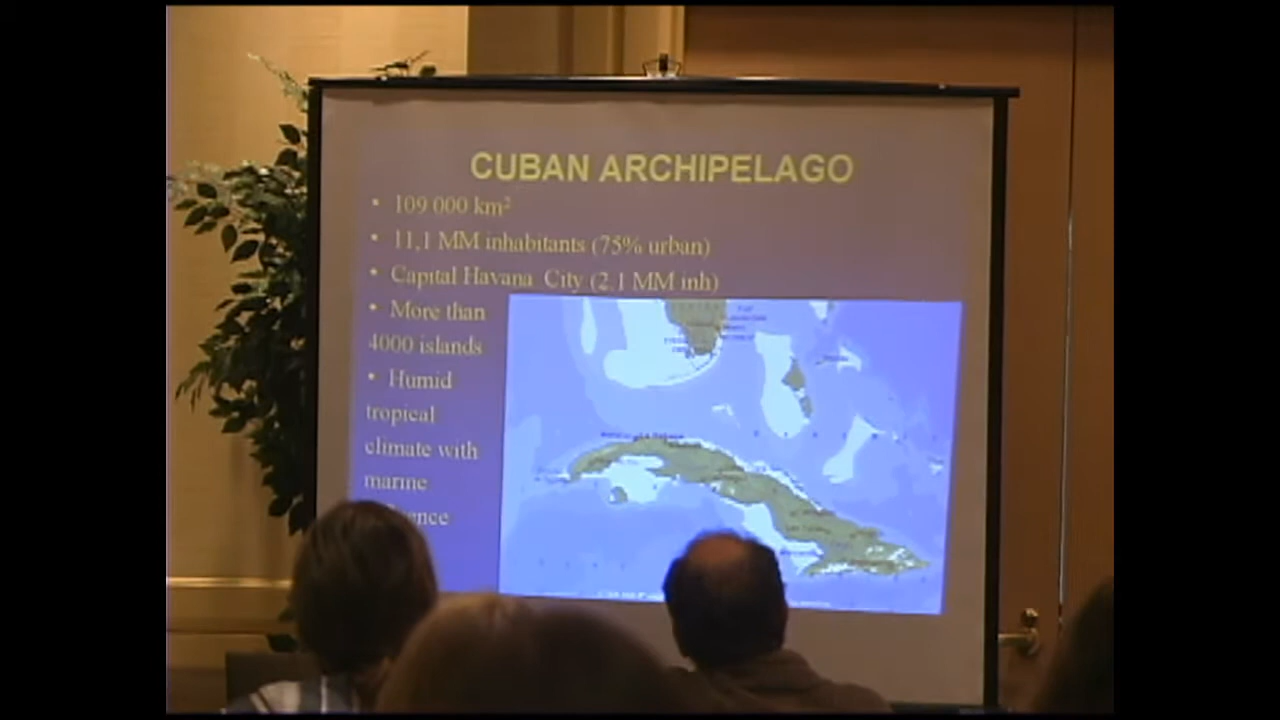 CUBAN ARCHIPELAGO
• 109 000 km²
• 11,1 MM inhabitants (75% urban)
• Capital Havana City (2.1 MM inh)
• More than
4000 islands
• Humid
tropical
climate with
marine
ence